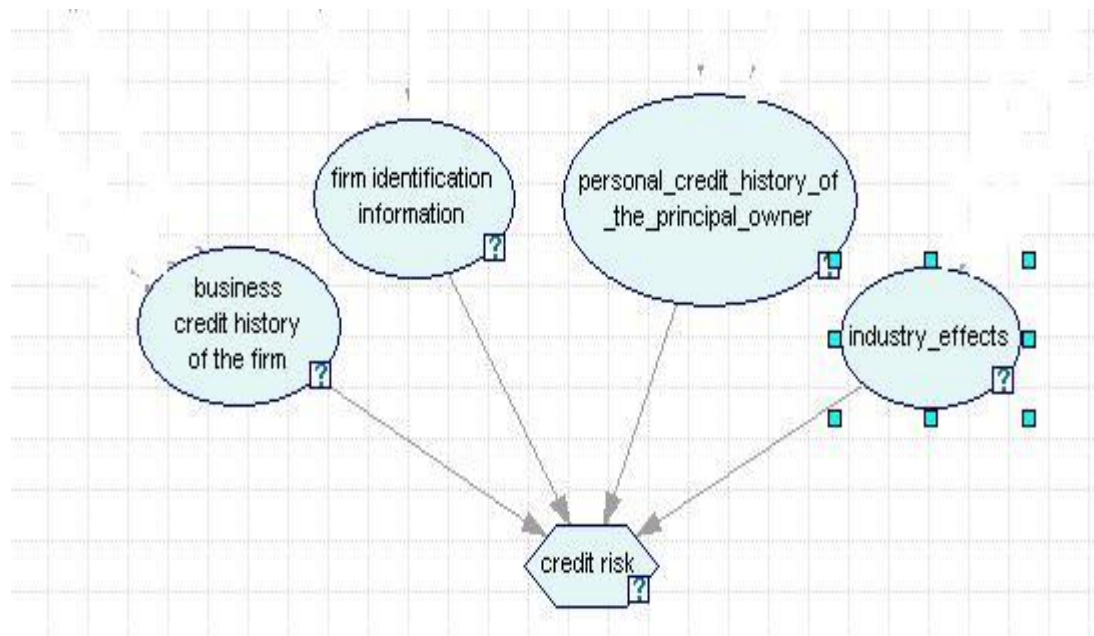 firm identification
information
?
personal_credit_history_of
_the_principal_owner
?
business
credit history
of the firm
?
industry_effects
?
credit risk
?